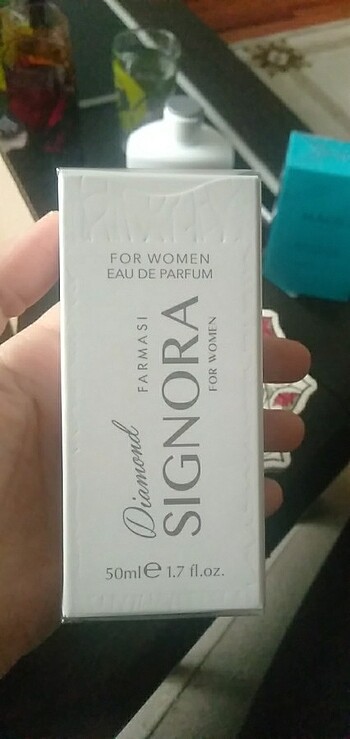 FOR WOMEN
EAU DE PARFUM
FARMASI
Diamond
SIGNORA
FOR WOMEN
50ml℮ 1.7 fl.oz.